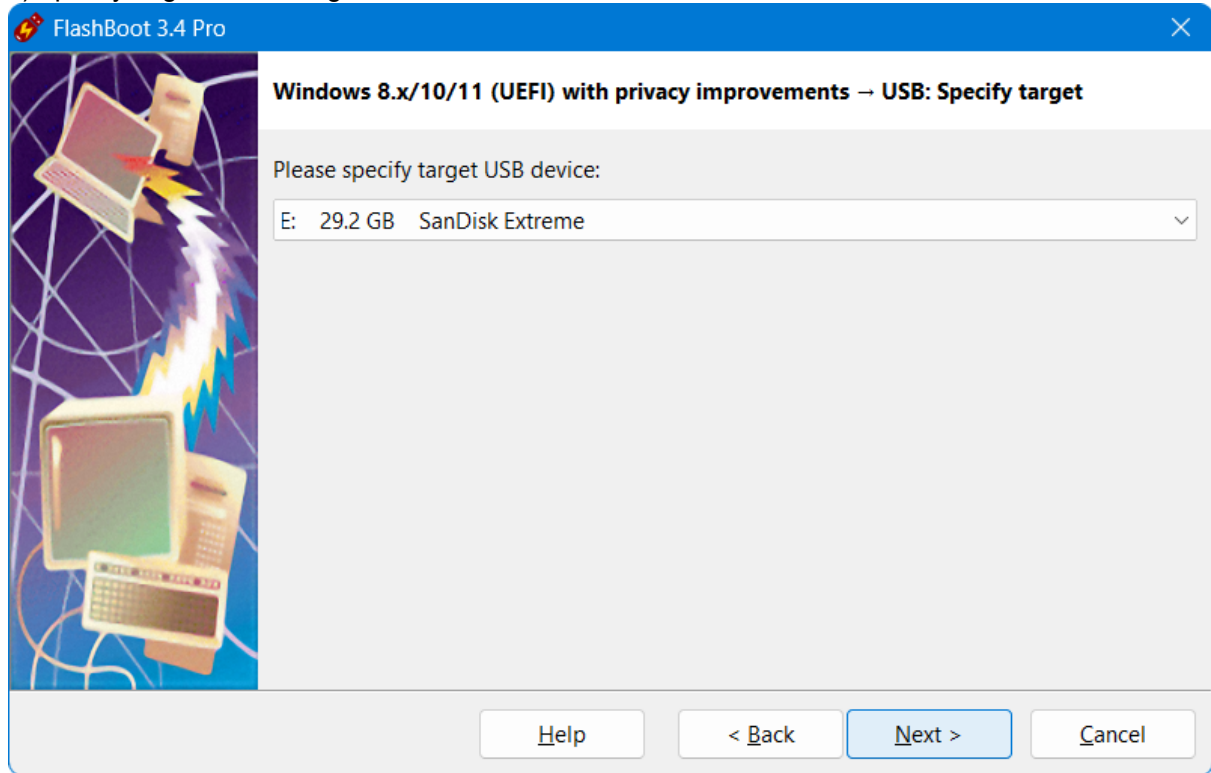 FlashBoot 3.4 Pro
Windows 8.x/10/11 (UEFI) with privacy improvements → USB: Specify target
Please specify target USB device:
E: 29.2 GB SanDisk Extreme
Help < Back Next > Cancel